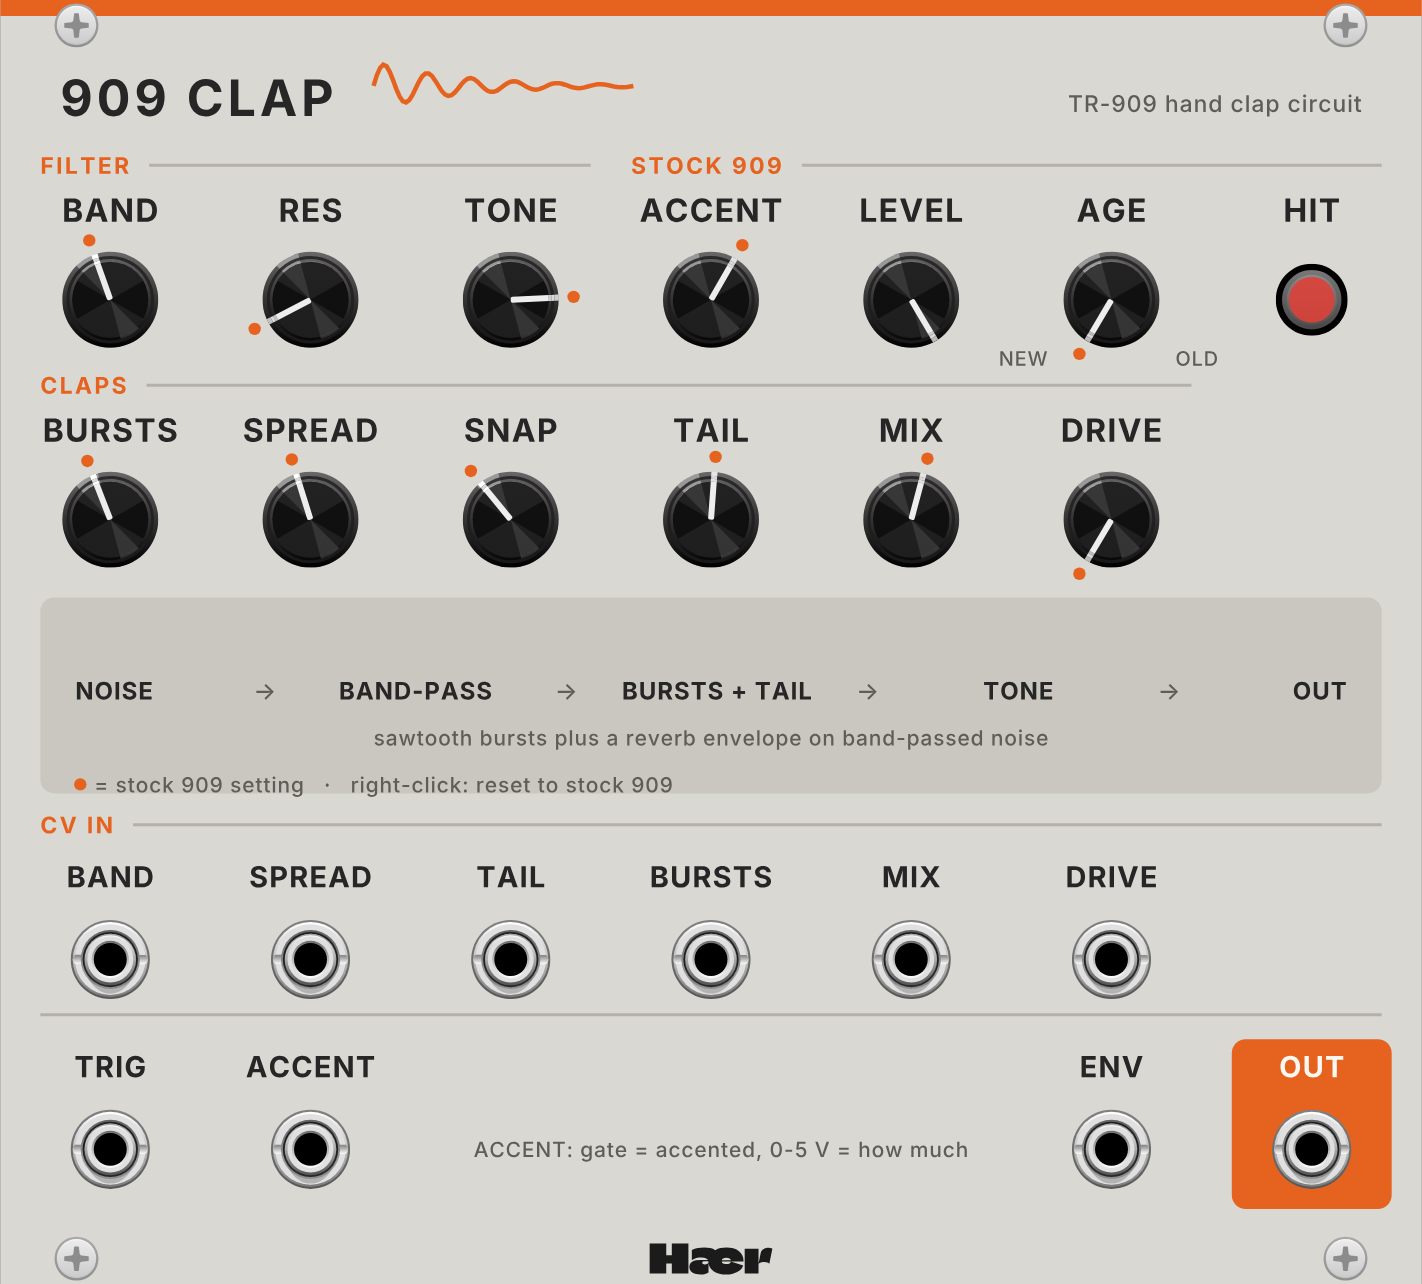 909 CLAP
TR-909 hand clap circuit
FILTER STOCK 909
BAND RES TONE ACCENT LEVEL AGE HIT
NEW OLD
CLAPS
BURSTS SPREAD SNAP TAIL MIX DRIVE
NOISE → BAND-PASS → BURSTS + TAIL → TONE → OUT
sawtooth bursts plus a reverb envelope on band-passed noise
= stock 909 setting · right-click: reset to stock 909
CV IN
BAND SPREAD TAIL BURSTS MIX DRIVE
TRIG ACCENT ENV OUT
ACCENT: gate = accented, 0-5 V = how much
Hær